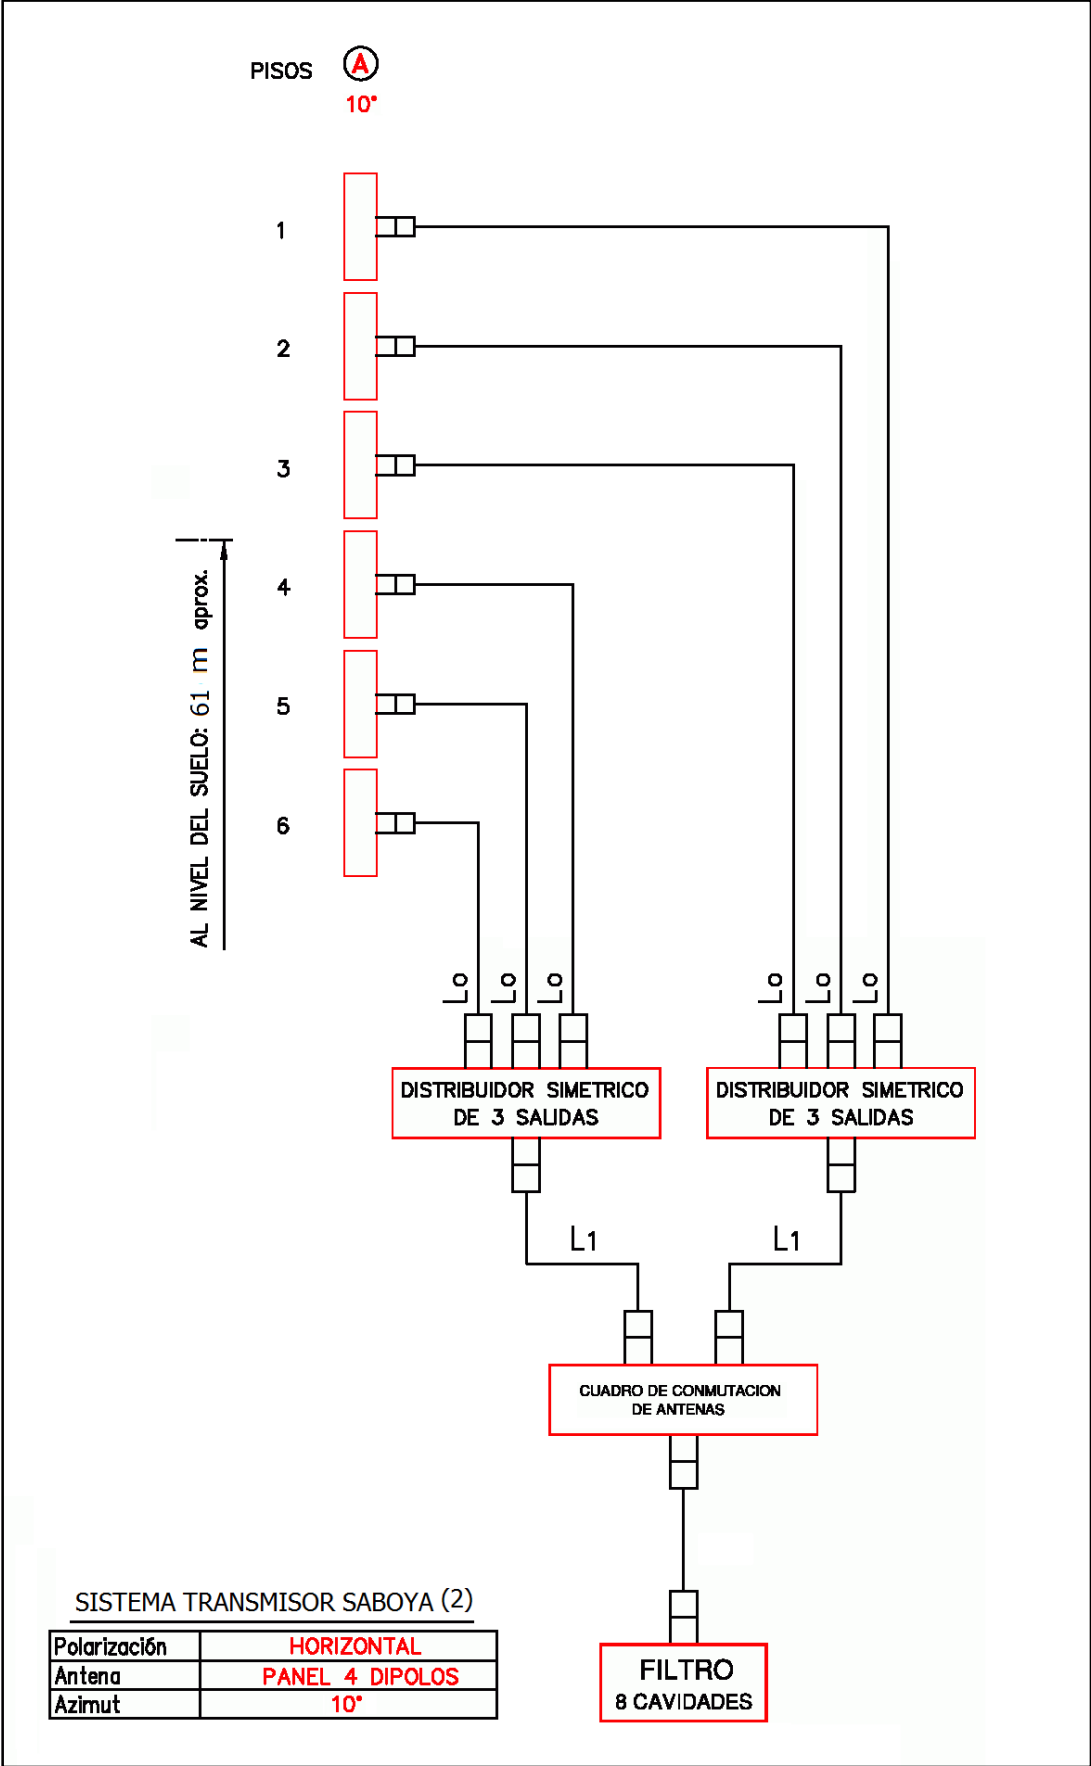 PISOS A
10°
1
2
3
4
5
6
AL NIVEL DEL SUELO: 61 m aprox.
Lo Lo Lo
Lo Lo Lo
DISTRIBUIDOR SIMETRICO
DE 3 SALIDAS
DISTRIBUIDOR SIMETRICO
DE 3 SALIDAS
L1 L1
CUADRO DE CONMUTACION
DE ANTENAS
FILTRO
8 CAVIDADES
SISTEMA TRANSMISOR SABOYA (2)
Polarización HORIZONTAL
Antena PANEL 4 DIPOLOS
Azimut 10°